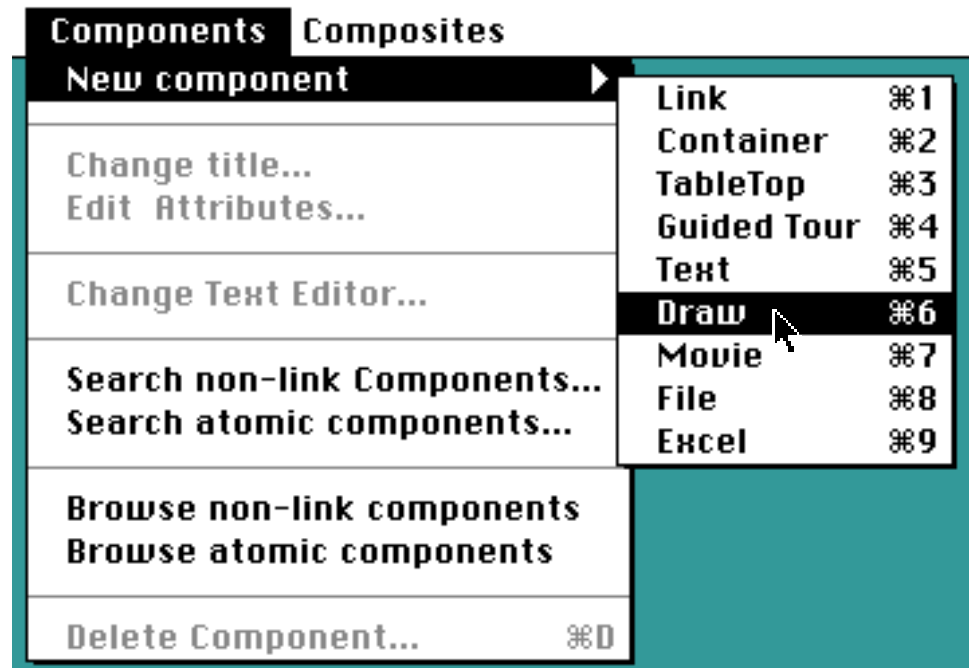 Components Composites
New component
Change title...
Edit Attributes...
Change Text Editor...
Search non-link Components...
Search atomic components...
Browse non-link components
Browse atomic components
Delete Component... ⌘D
Link ⌘1
Container ⌘2
TableTop ⌘3
Guided Tour ⌘4
Text ⌘5
Draw ⌘6
Movie ⌘7
File ⌘8
Excel ⌘9